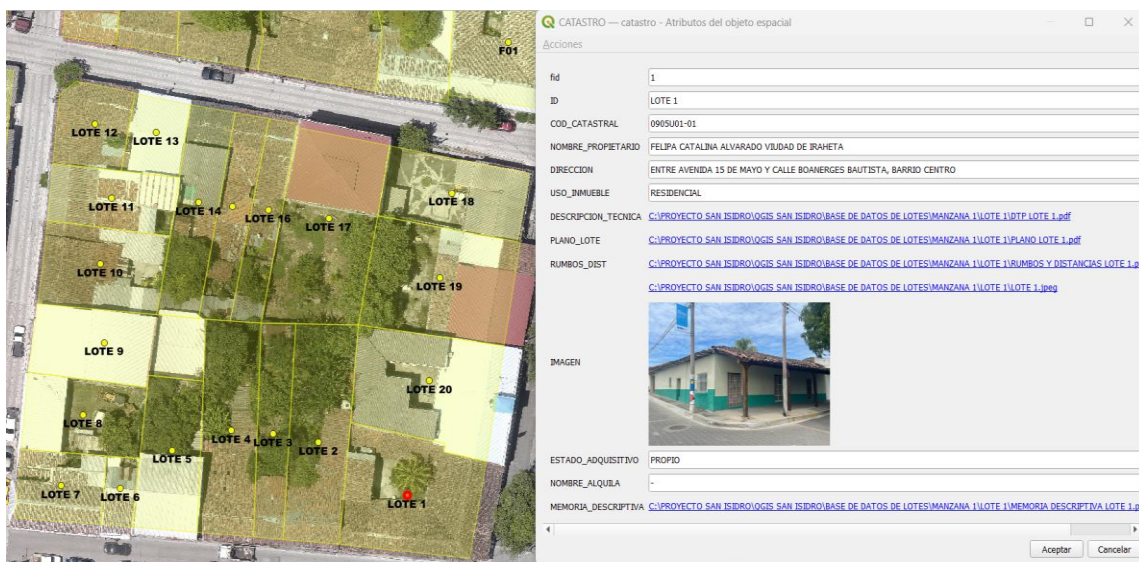 F01
LOTE 12
LOTE 13
LOTE 11
LOTE 14
LOTE 16
LOTE 17
LOTE 18
LOTE 10
LOTE 19
LOTE 9
LOTE 20
LOTE 8
LOTE 4
LOTE 3
LOTE 2
LOTE 5
LOTE 7
LOTE 6
LOTE 1
CATASTRO — catastro - Atributos del objeto espacial
Acciones
fid 1
ID LOTE 1
COD_CATASTRAL 0905U01-01
NOMBRE_PROPIETARIO FELIPA CATALINA ALVARADO VIUDAD DE IRAHETA
DIRECCION ENTRE AVENIDA 15 DE MAYO Y CALLE BOANERGES BAUTISTA, BARRIO CENTRO
USO_INMUEBLE RESIDENCIAL
DESCRIPCION_TECNICA C:\PROYECTO SAN ISIDRO\QGIS SAN ISIDRO\BASE DE DATOS DE LOTES\MANZANA 1\LOTE 1\DTP LOTE 1.pdf
PLANO_LOTE C:\PROYECTO SAN ISIDRO\QGIS SAN ISIDRO\BASE DE DATOS DE LOTES\MANZANA 1\LOTE 1\PLANO LOTE 1.pdf
RUMBOS_DIST C:\PROYECTO SAN ISIDRO\QGIS SAN ISIDRO\BASE DE DATOS DE LOTES\MANZANA 1\LOTE 1\RUMBOS Y DISTANCIAS LOTE 1.p
C:\PROYECTO SAN ISIDRO\QGIS SAN ISIDRO\BASE DE DATOS DE LOTES\MANZANA 1\LOTE 1\LOTE 1.jpeg
IMAGEN
ESTADO_ADQUISITIVO PROPIO
NOMBRE_ALQUILA -
MEMORIA_DESCRIPTIVA C:\PROYECTO SAN ISIDRO\QGIS SAN ISIDRO\BASE DE DATOS DE LOTES\MANZANA 1\LOTE 1\MEMORIA DESCRIPTIVA LOTE 1.p
Aceptar Cancelar